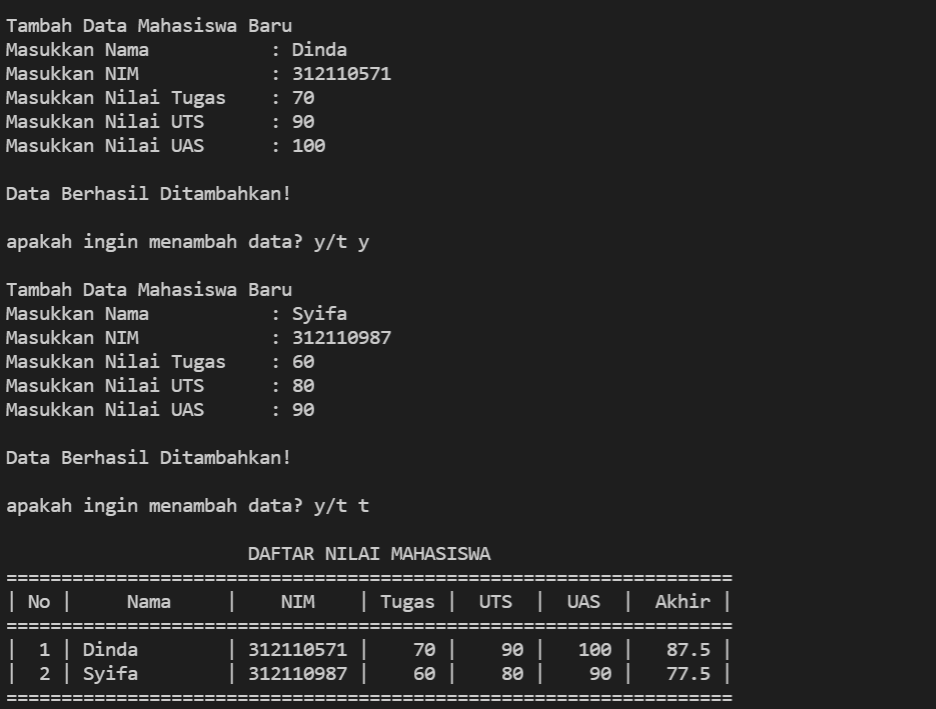 Tambah Data Mahasiswa Baru
Masukkan Nama           : Dinda
Masukkan NIM            : 312110571
Masukkan Nilai Tugas    : 70
Masukkan Nilai UTS      : 90
Masukkan Nilai UAS      : 100
Data Berhasil Ditambahkan!
apakah ingin menambah data? y/t y
Tambah Data Mahasiswa Baru
Masukkan Nama           : Syifa
Masukkan NIM            : 312110987
Masukkan Nilai Tugas    : 60
Masukkan Nilai UTS      : 80
Masukkan Nilai UAS      : 90
Data Berhasil Ditambahkan!
apakah ingin menambah data? y/t t
                      DAFTAR NILAI MAHASISWA
==================================================================
| No |     Nama     |    NIM    | Tugas |  UTS  |  UAS  |  Akhir |
==================================================================
|  1 | Dinda        | 312110571 |    70 |    90 |   100 |   87.5 |
|  2 | Syifa        | 312110987 |    60 |    80 |    90 |   77.5 |
==================================================================